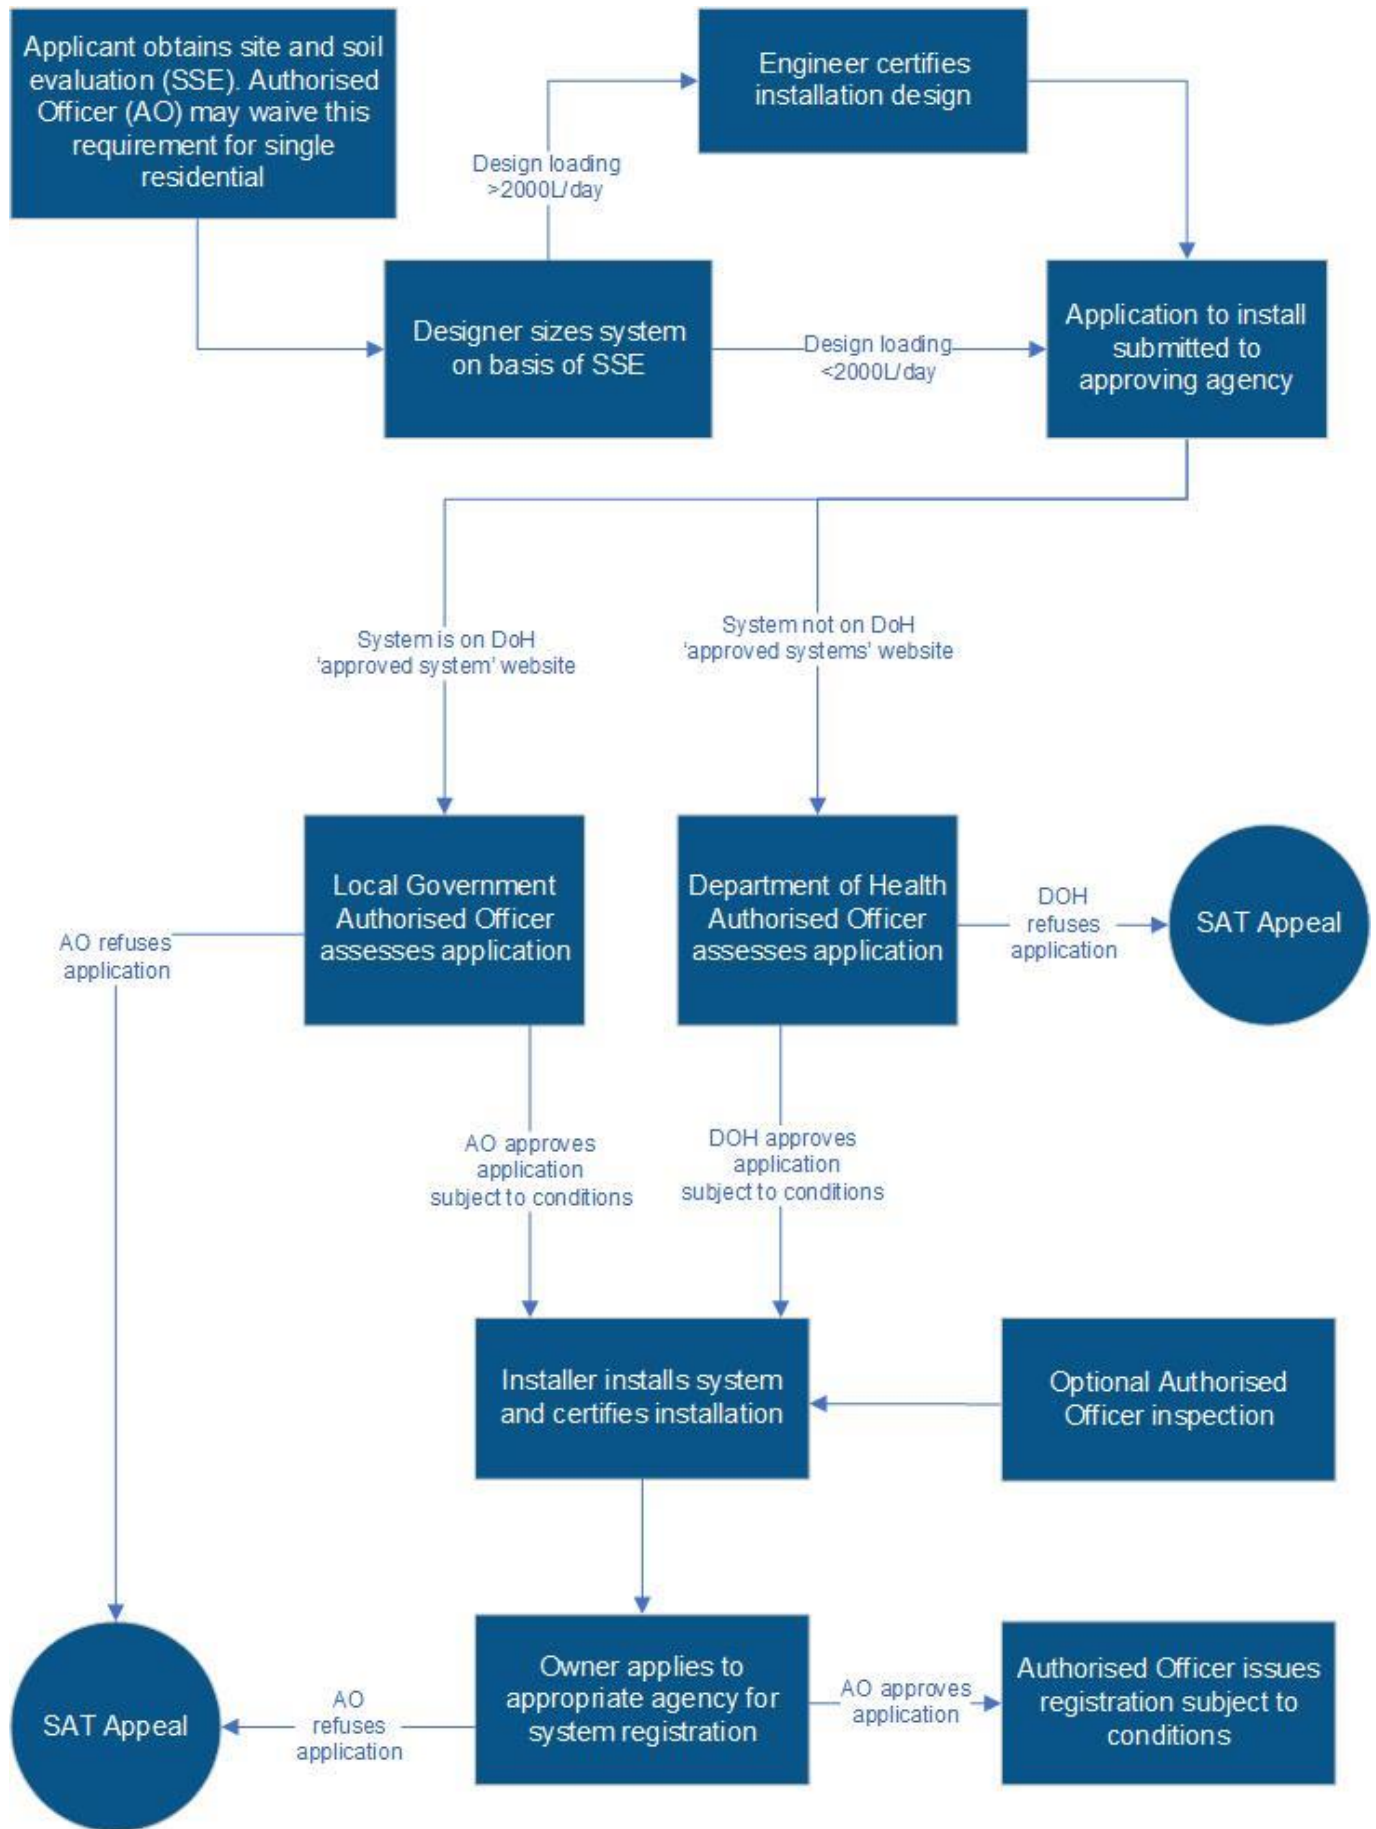 Applicant obtains site and soil
evaluation (SSE). Authorised
Officer (AO) may waive this
requirement for single
residential
Engineer certifies
installation design
Design loading
>2000L/day
Designer sizes system
on basis of SSE
Design loading
<2000L/day
Application to install
submitted to
approving agency
System is on DoH
'approved system' website
System not on DoH
'approved systems' website
Local Government
Authorised Officer
assesses application
Department of Health
Authorised Officer
assesses application
DOH
refuses
application
SAT Appeal
AO refuses
application
AO approves
application
subject to conditions
DOH approves
application
subject to conditions
Installer installs system
and certifies installation
Optional Authorised
Officer inspection
SAT Appeal
AO
refuses
application
Owner applies to
appropriate agency for
system registration
AO approves
application
Authorised Officer issues
registration subject to
conditions